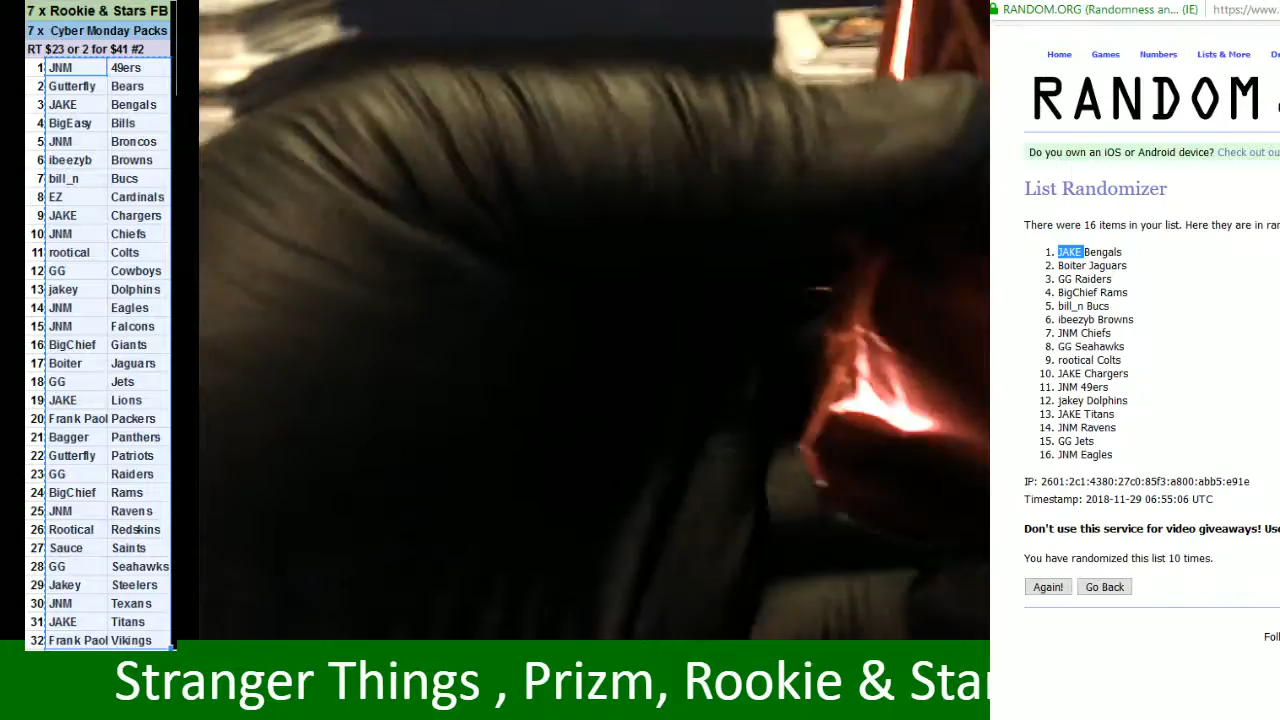 7 x Rookie & Stars FB
7 x Cyber Monday Packs
RT $23 or 2 for $41 #2
1 JNM 49ers
2 Gutterfly Bears
3 JAKE Bengals
4 BigEasy Bills
5 JNM Broncos
6 ibeezyb Browns
7 bill_n Bucs
8 EZ Cardinals
9 JAKE Chargers
10 JNM Chiefs
11 rootical Colts
12 GG Cowboys
13 jakey Dolphins
14 JNM Eagles
15 JNM Falcons
16 BigChief Giants
17 Boiter Jaguars
18 GG Jets
19 JAKE Lions
20 Frank Paol Packers
21 Bagger Panthers
22 Gutterfly Patriots
23 GG Raiders
24 BigChief Rams
25 JNM Ravens
26 Rootical Redskins
27 Sauce Saints
28 GG Seahawks
29 Jakey Steelers
30 JNM Texans
31 JAKE Titans
32 Frank Paol Vikings
Stranger Things , Prizm, Rookie & Star
RANDOM.ORG (Randomness an... (IE) https://www.
Home Games Numbers Lists & More
RANDOM
Do you own an iOS or Android device? Check out ou
List Randomizer
There were 16 items in your list. Here they are in ran
1. JAKE Bengals
2. Boiter Jaguars
3. GG Raiders
4. BigChief Rams
5. bill_n Bucs
6. ibeezyb Browns
7. JNM Chiefs
8. GG Seahawks
9. rootical Colts
10. JAKE Chargers
11. JNM 49ers
12. jakey Dolphins
13. JAKE Titans
14. JNM Ravens
15. GG Jets
16. JNM Eagles
IP: 2601:2c1:4380:27c0:85f3:a800:abb5:e91e
Timestamp: 2018-11-29 06:55:06 UTC
Don't use this service for video giveaways! Use
You have randomized this list 10 times.
Again! Go Back
Foll